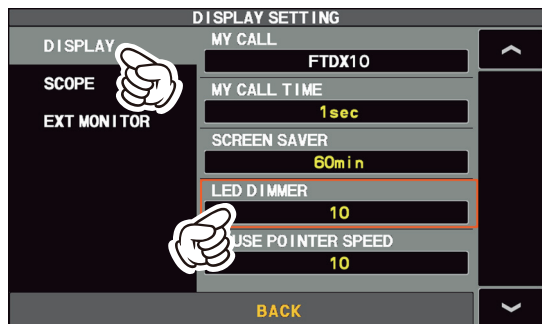 DISPLAY SETTING
DISPLAY
SCOPE
EXT MONITOR
MY CALL
FTDX10
MY CALL TIME
1sec
SCREEN SAVER
60min
LED DIMMER
10
USE POINTER SPEED
10
BACK